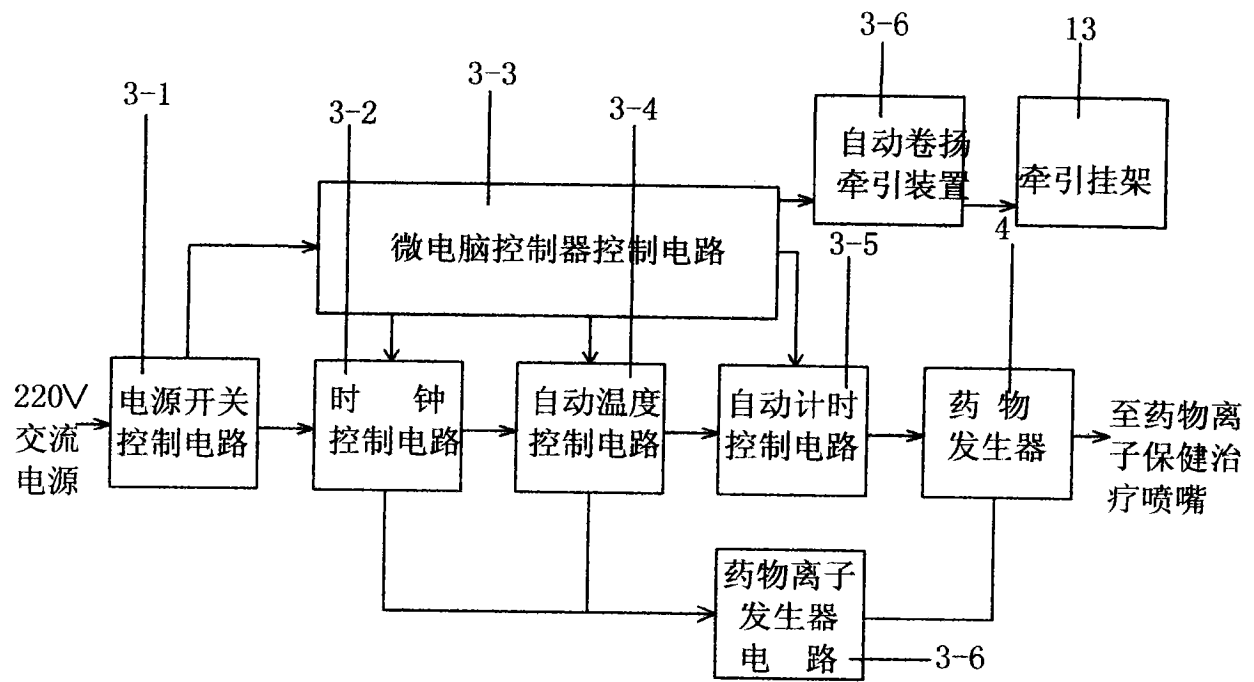 3-6
13
3-3
3-1
3-2
3-4
自动卷扬
牵引装置
牵引挂架
4
3-5
微电脑控制器控制电路
220V
交流
电源
电源开关
控制电路
时 钟
控制电路
自动温度
控制电路
自动计时
控制电路
药物
发生器
至药物离
子保健治
疗喷嘴
药物离子
发生器
电 路
3-6